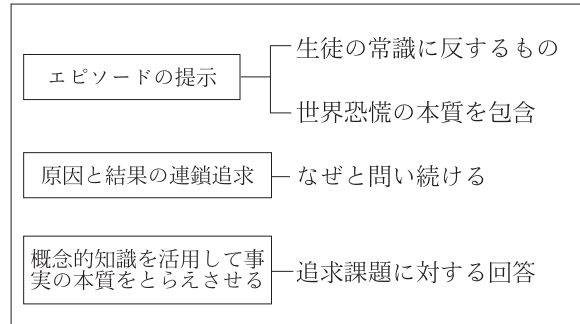 エピソードの提示
生徒の常識に反するもの
世界恐慌の本質を包含
原因と結果の連鎖追求
なぜと問い続ける
概念的知識を活用して事
実の本質をとらえさせる
追求課題に対する回答